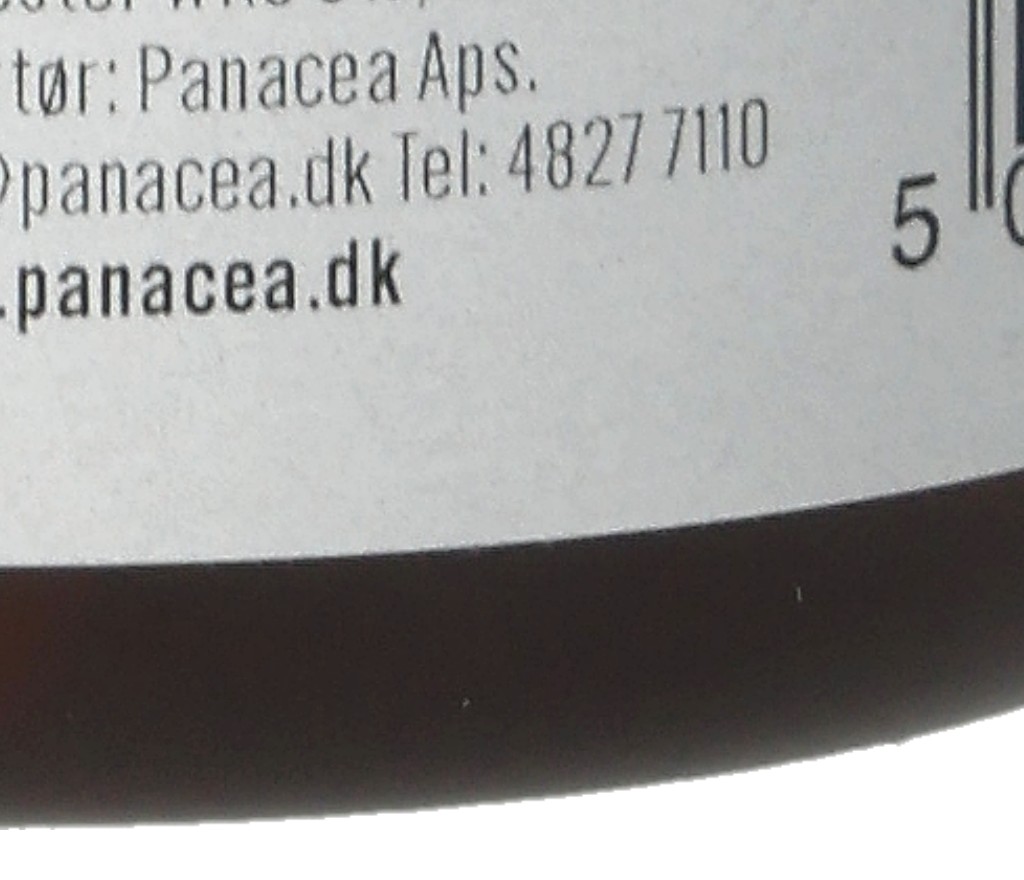 tør: Panacea Aps.
panacea.dk Tel: 4827 7110
.panacea.dk
5